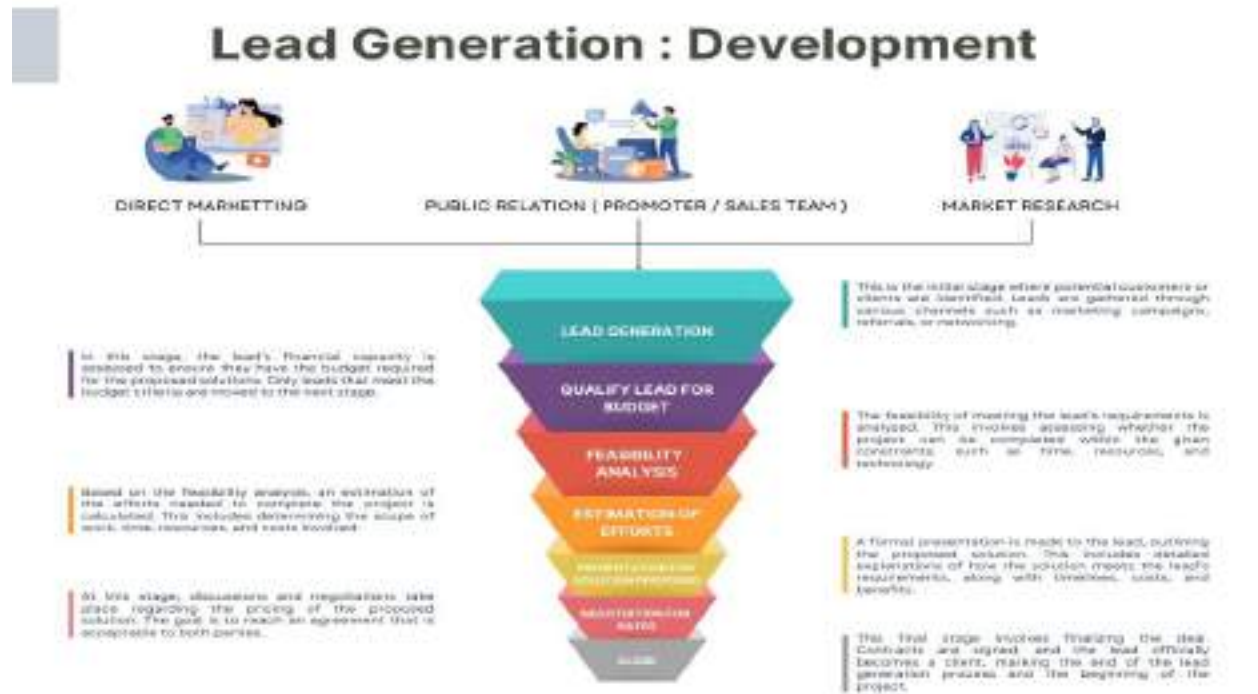 Lead Generation : Development
DIRECT MARHETTING
PUBLIC RELATION ( PROMOTER / SALES TEAM )
MARKET RESEARCH
LEAD GENERATION
This is the initial stage where potential customers or
clients are identified. Leads are gathered through
various channels such as marketing campaigns,
referrals, or networking.
In this stage, the lead's financial capacity is
assessed to ensure they have the budget required
for the proposed solutions. Only leads that meet the
budget criteria are moved to the next stage.
QUALIFY LEAD FOR
BUDGET
The feasibility of meeting the lead's requirements is
analyzed. This involves assessing whether the
project can be completed within the given
constraints, such as time, resources, and
technology.
FEASIBILITY
ANALYSIS
Based on the feasibility analysis, an estimation of
the efforts needed to complete the project is
calculated. This includes determining the scope of
work, time, resources, and costs involved.
ESTIMATION OF
EFFORTS
A formal presentation is made to the lead, outlining
the proposed solution. This includes detailed
explanations of how the solution meets the lead's
requirements, along with timelines, costs, and
benefits.
At this stage, discussions and negotiations take
place regarding the pricing of the proposed
solution. The goal is to reach an agreement that is
acceptable to both parties.
NEGOTIATION FOR
RATES
This final stage involves finalizing the deal.
Contracts are signed, and the lead officially
becomes a client, marking the end of the lead
generation process and the beginning of the
project.